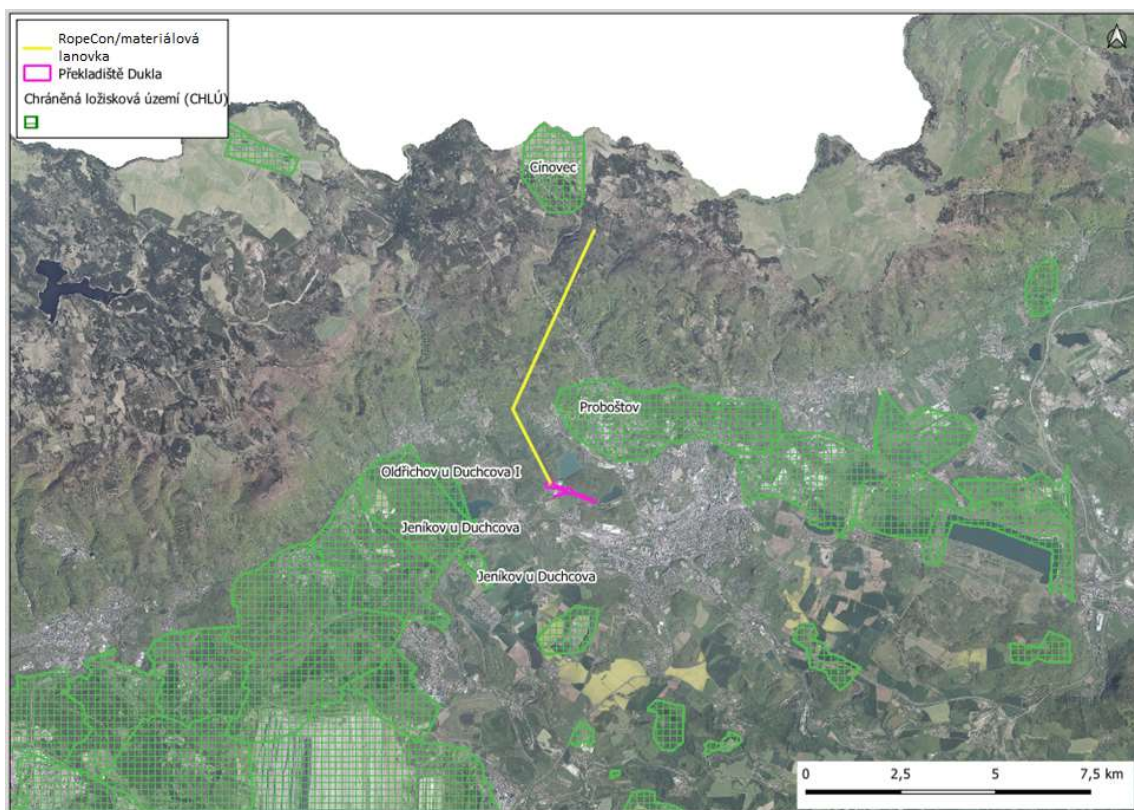 RopeCon/materiálová
lanovka
Překladiště Dukla
Chráněná ložisková území (CHLÚ)
Cínovec
Proboštov
Oldřichov u Duchcova I
Jeníkov u Duchcova
Jeníkov u Duchcova
0 2,5 5 7,5 km